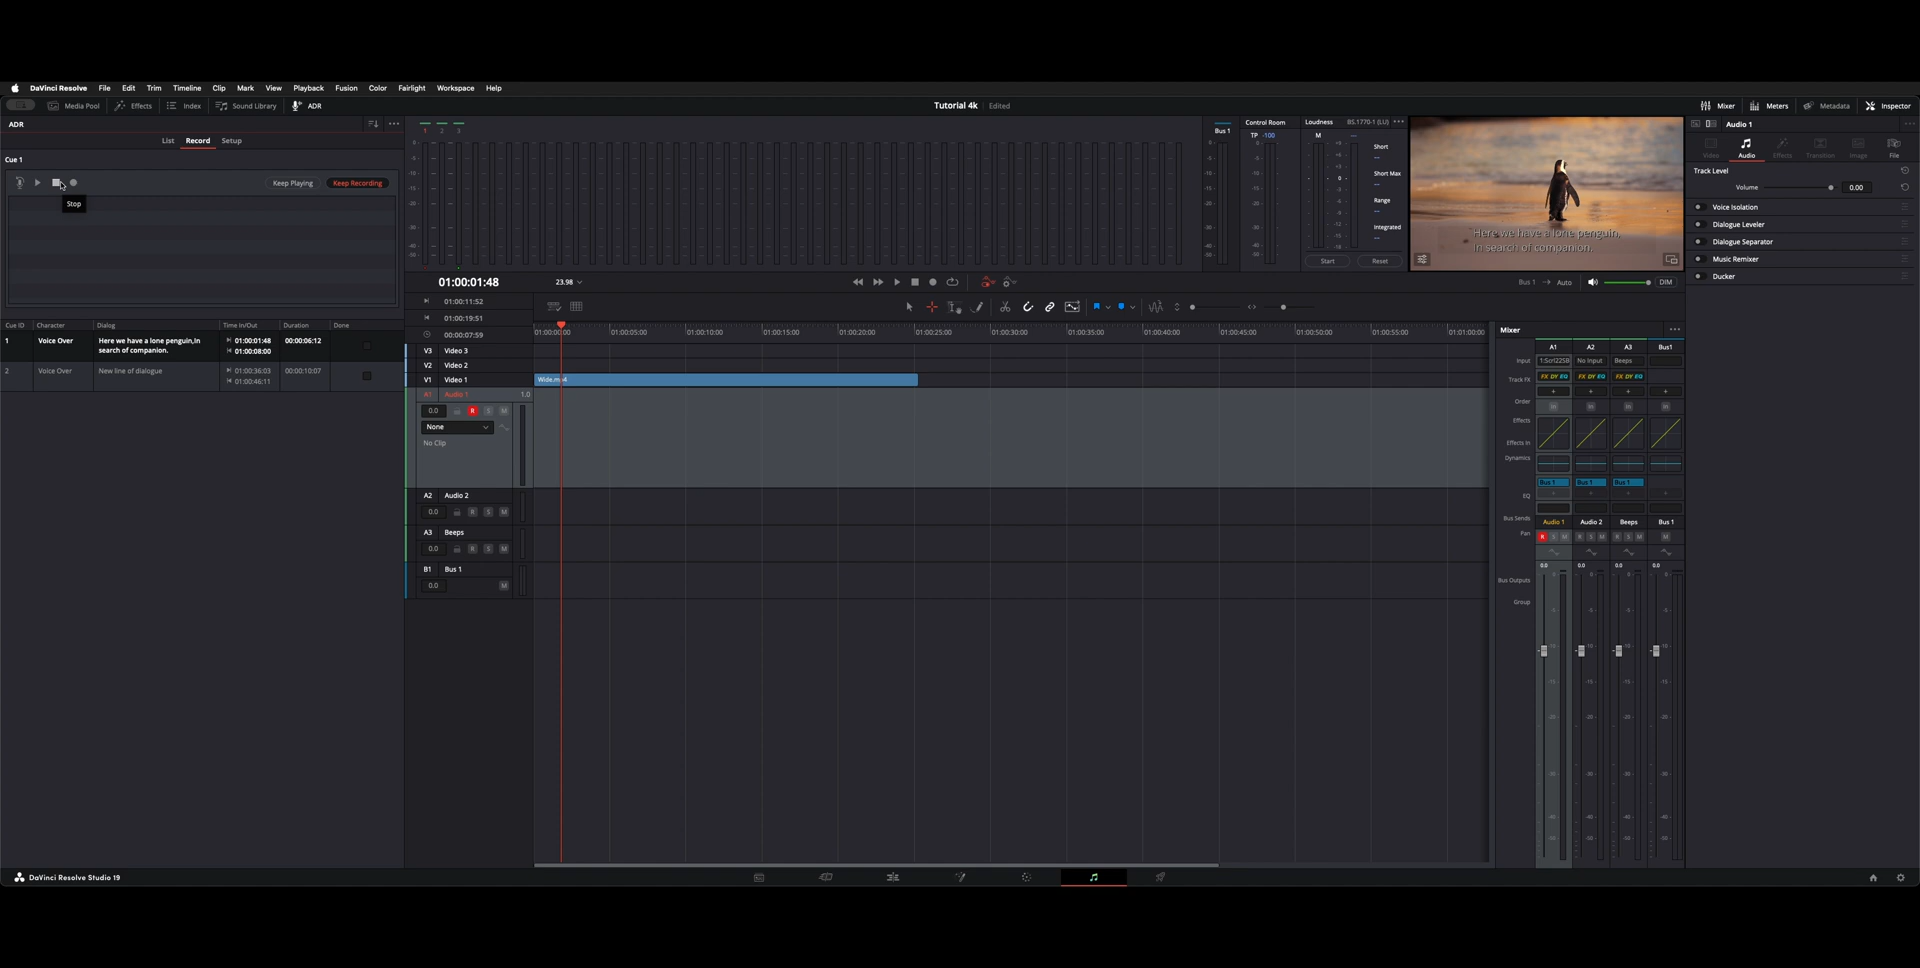 DaVinci Resolve File Edit Trim Timeline Clip Mark View Playback Fusion Color Fairlight Workspace Help
Media Pool Effects Index Sound Library ADR
Tutorial 4k Edited
Mixer Meters Metadata Inspector
ADR
List Record Setup
Cue 1
Keep Playing Keep Recording
Stop
Cue ID Character Dialog Time In/Out Duration Done
1 Voice Over Here we have a lone penguin,In 01:00:01:48 00:00:06:12
search of companion. 01:00:08:00
2 Voice Over New line of dialogue 01:00:36:03 00:00:10:07
01:00:46:11
1 2 3
Bus 1
Control Room
TP -100
Loudness BS.1770-1 (LU)
M
Short
Short Max
Range
Integrated
Start Reset
Here we have a lone penguin,
In search of companion.
Audio 1
Video Audio Effects Transition Image File
Track Level
Volume 0.00
Voice Isolation
Dialogue Leveler
Dialogue Separator
Music Remixer
Ducker
01:00:01:48 23.98
Bus 1 Auto DIM
01:00:11:52
01:00:19:51
00:00:07:59
01:00:00:00 01:00:05:00 01:00:10:00 01:00:15:00 01:00:20:00 01:00:25:00 01:00:30:00 01:00:35:00 01:00:40:00 01:00:45:00 01:00:50:00 01:00:55:00 01:01:00:00
V3 Video 3
V2 Video 2
V1 Video 1
A1 Audio 1 1.0
0.0 R S M
None
No Clip
A2 Audio 2
0.0 R S M
A3 Beeps
0.0 R S M
B1 Bus 1
0.0 M
Mixer
A1 A2 A3 Bus1
Input No Input Beeps
Track FX FX DY EQ FX DY EQ FX DY EQ
Order
Effects
Effects In
Dynamics
Bus 1 Bus 1 Bus 1
EQ
Bus Sends
Audio 1 Audio 2 Beeps Bus 1
Pan
R S M R S M R S M M
0.0 0.0 0.0 0.0
Bus Outputs
Group
DaVinci Resolve Studio 19